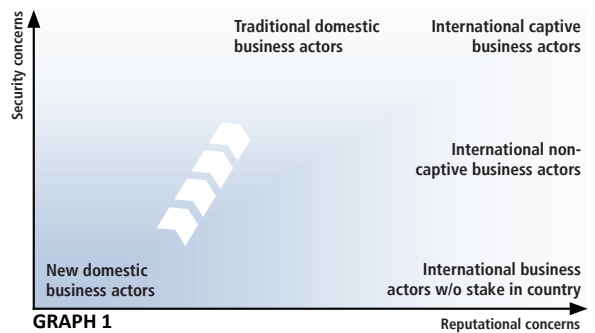 Security concerns
Traditional domestic
business actors
International captive
business actors
International non-
captive business actors
New domestic
business actors
International business
actors w/o stake in country
GRAPH 1
Reputational concerns